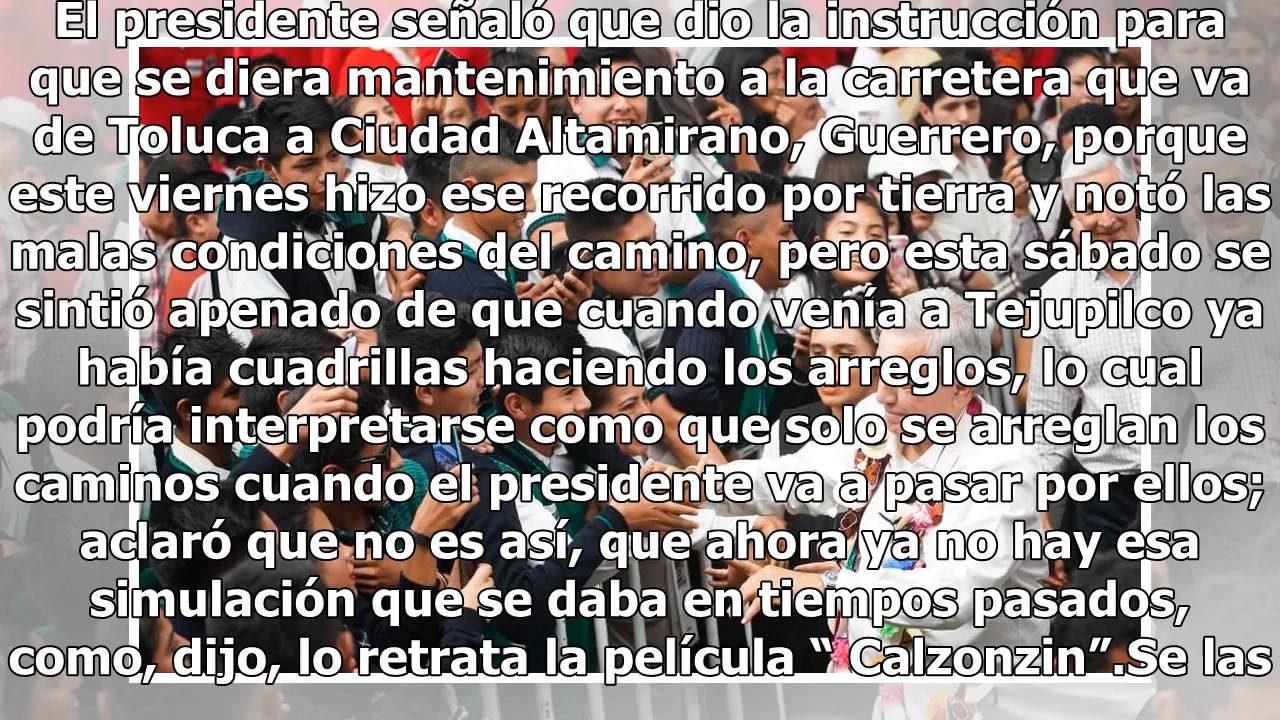 El presidente señaló que dio la instrucción para
que se diera mantenimiento a la carretera que va
de Toluca a Ciudad Altamirano, Guerrero, porque
este viernes hizo ese recorrido por tierra y notó las
malas condiciones del camino, pero esta sábado se
sintió apenado de que cuando venía a Tejupilco ya
había cuadrillas haciendo los arreglos, lo cual
podría interpretarse como que solo se arreglan los
caminos cuando el presidente va a pasar por ellos;
aclaró que no es así, que ahora ya no hay esa
simulación que se daba en tiempos pasados,
como, dijo, lo retrata la película “ Calzonzin”.Se las